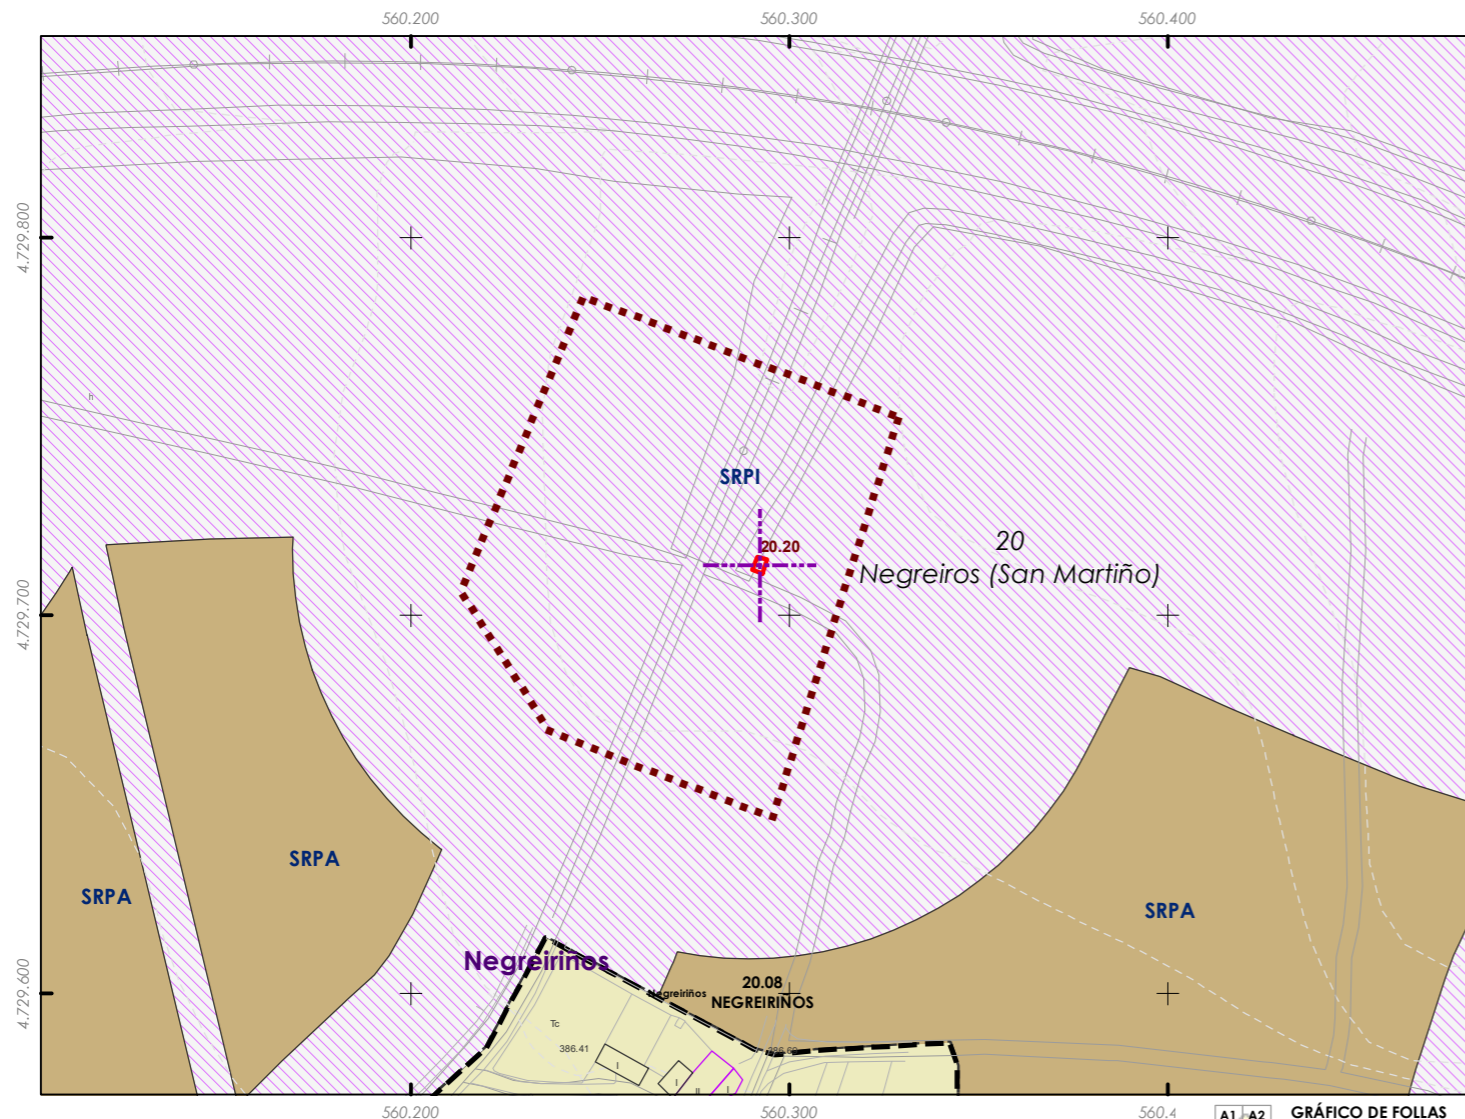 560.200
560.300
560.400
4.729.800
h
SRPI
20.20
20
Negreiros (San Martiño)
4.729.700
SRPA
SRPA
SRPA
Negreirinos
20.08
NEGREIRIÑOS
Negreiriños
4.729.600
Tc
386.41
I
I
II
I
560.200
560.300
560.4
A1 A2
GRÁFICO DE FOLLAS